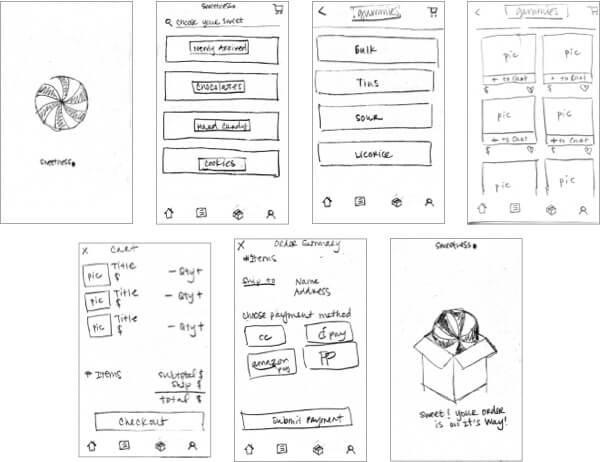 Sweetness.
Sweetness.
Choose your sweet
Newly Arrived
Chocolates
Hard Candy
Cookies
gummies
Bulk
Tins
Sour
Licorice
gummies
pic
pic
+ to Cart
+ to Cart
$
$
pic
pic
+ to Cart
+ to Cart
$
$
pic
pic
X Cart
pic Title - Qty +
$
pic Title - Qty +
$
pic Title - Qty +
$
# Items Subtotal $
Ship $
total $
Checkout
X Order Summary
#Items
Ship to Name
Address
Choose payment method
CC
pay
amazon
pay
PP
Submit Payment
Sweetness.
Sweet! your order
is on it's way!